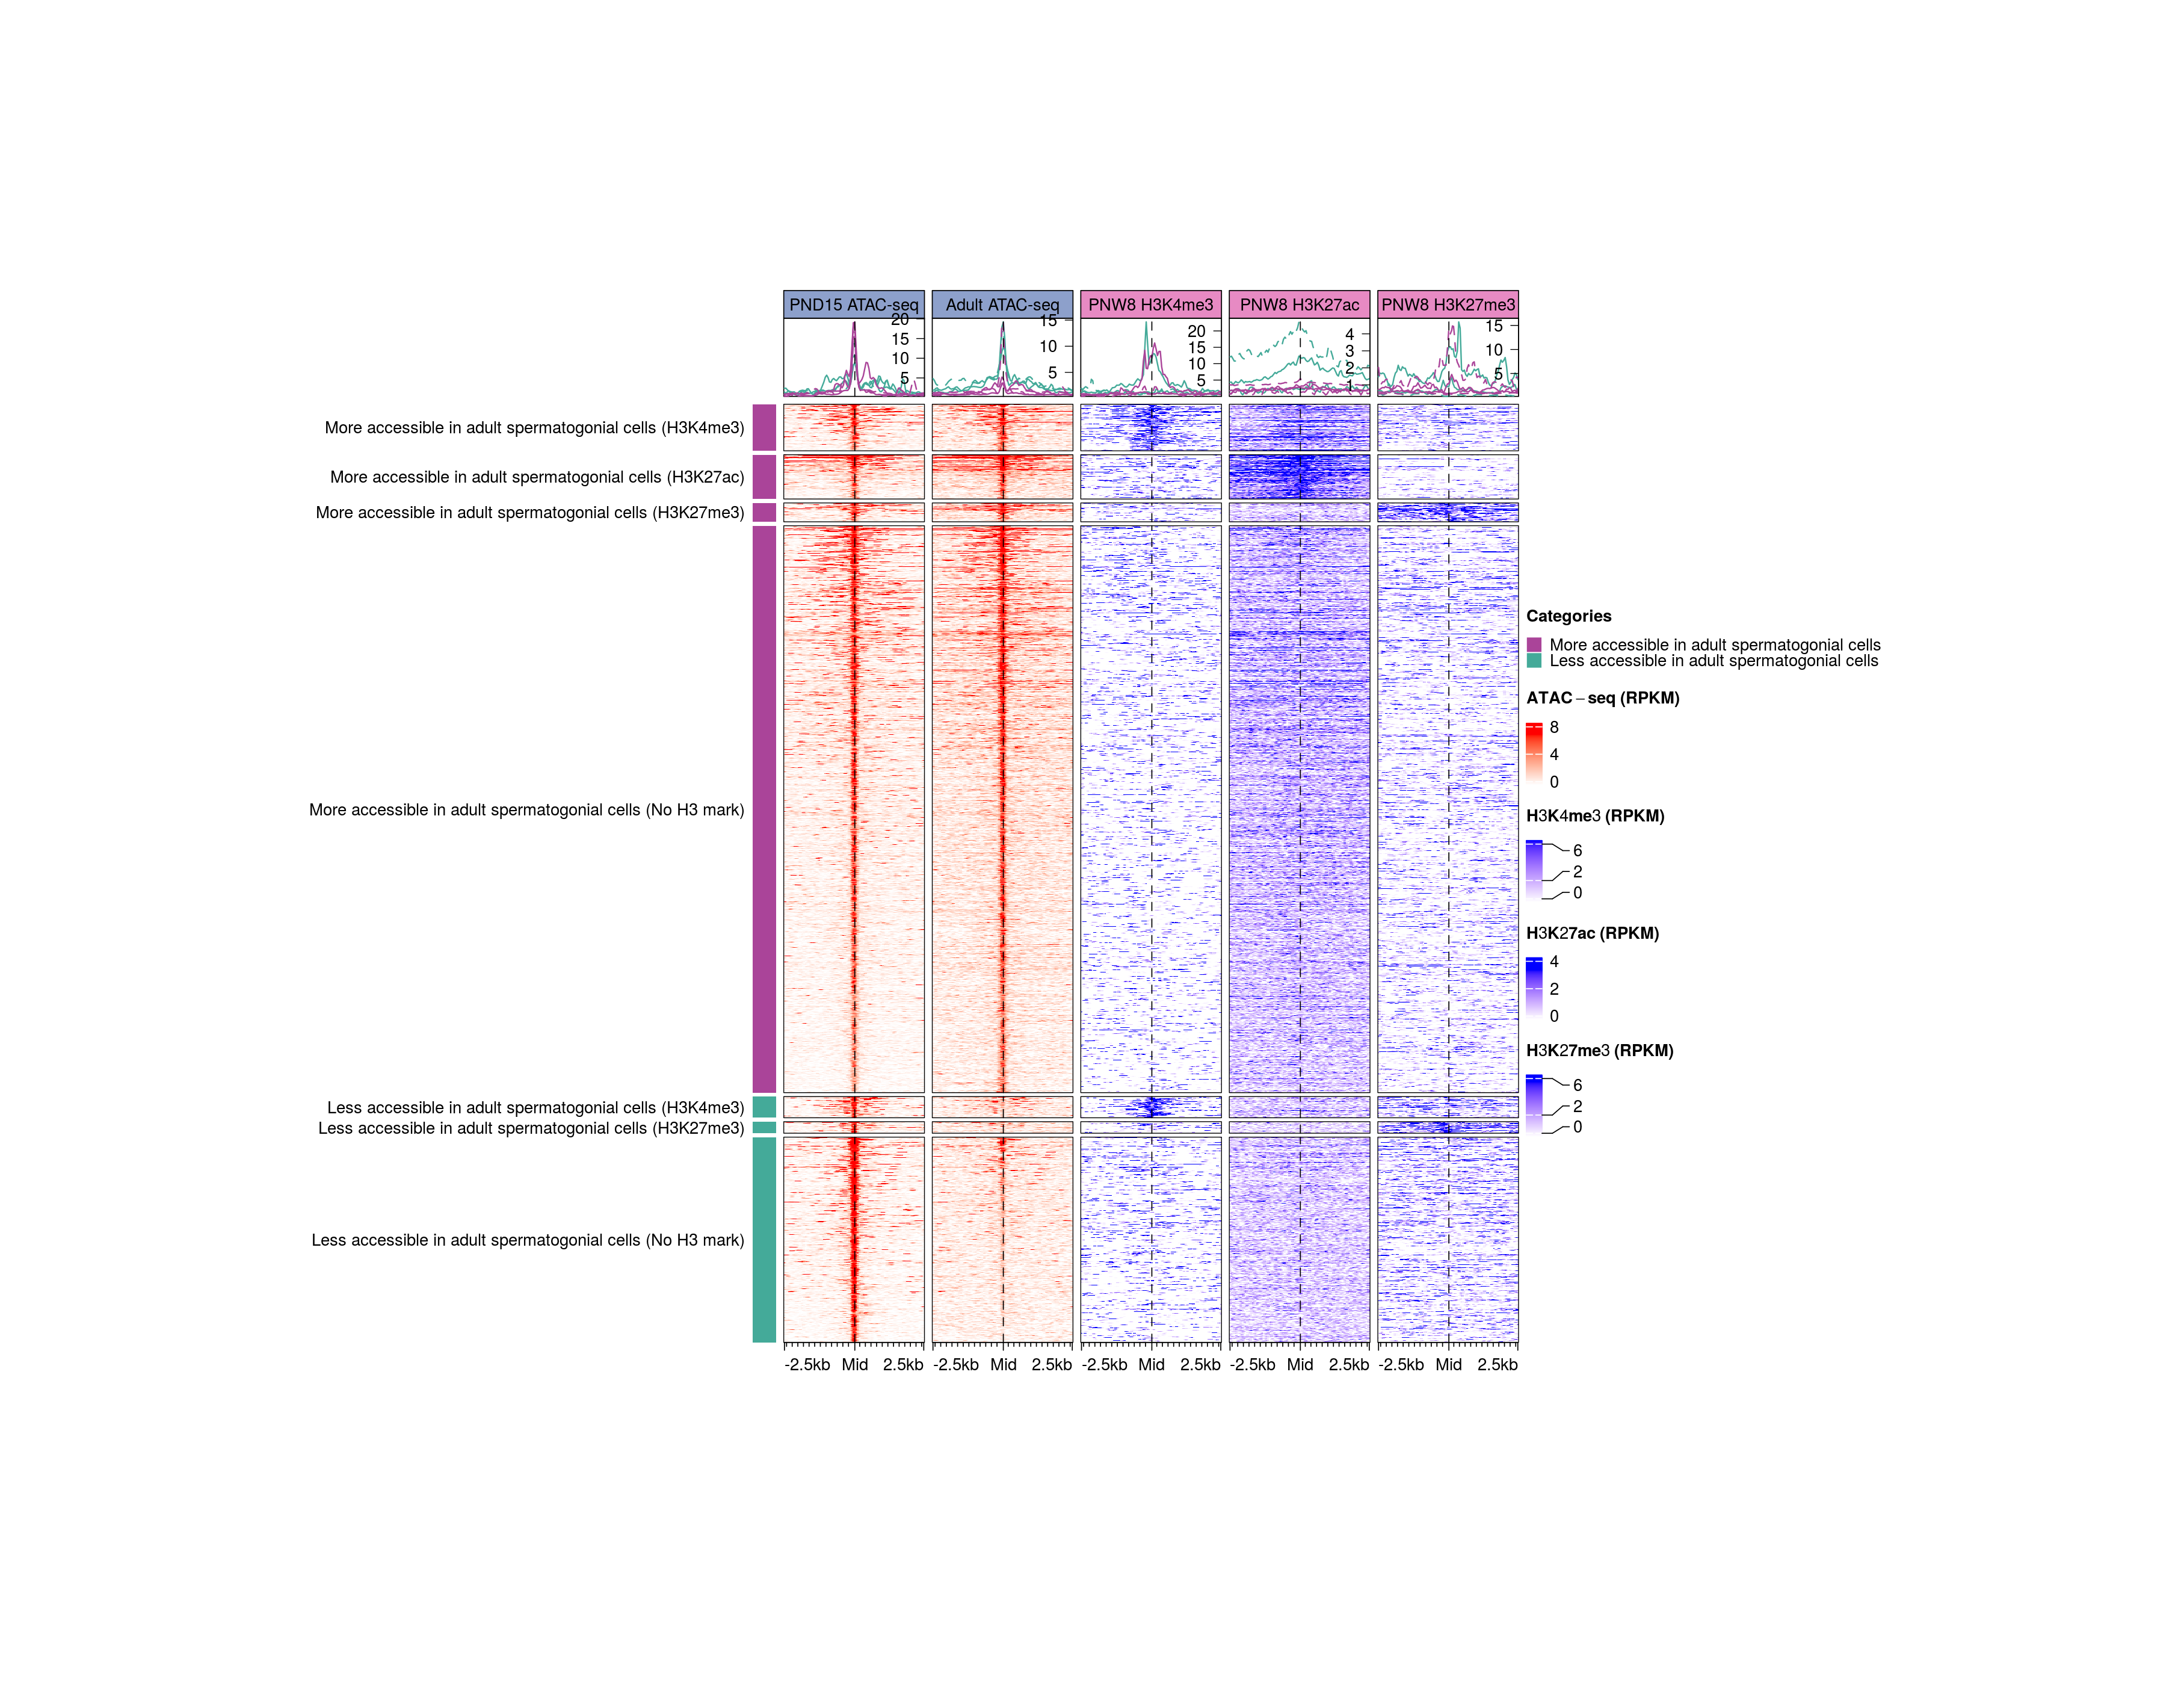 PND15 ATAC-seq Adult ATAC-seq PNW8 H3K4me3 PNW8 H3K27ac PNW8 H3K27me3
20 15 10 5
15 10 5
20 15 10 5
4 3 2 1
15 10 5
More accessible in adult spermatogonial cells (H3K4me3)
More accessible in adult spermatogonial cells (H3K27ac)
More accessible in adult spermatogonial cells (H3K27me3)
More accessible in adult spermatogonial cells (No H3 mark)
Less accessible in adult spermatogonial cells (H3K4me3)
Less accessible in adult spermatogonial cells (H3K27me3)
Less accessible in adult spermatogonial cells (No H3 mark)
-2.5kb Mid 2.5kb -2.5kb Mid 2.5kb -2.5kb Mid 2.5kb -2.5kb Mid 2.5kb -2.5kb Mid 2.5kb
Categories
More accessible in adult spermatogonial cells
Less accessible in adult spermatogonial cells
ATAC−seq (RPKM)
8
4
0
H3K4me3 (RPKM)
6
2
0
H3K27ac (RPKM)
4
2
0
H3K27me3 (RPKM)
6
2
0